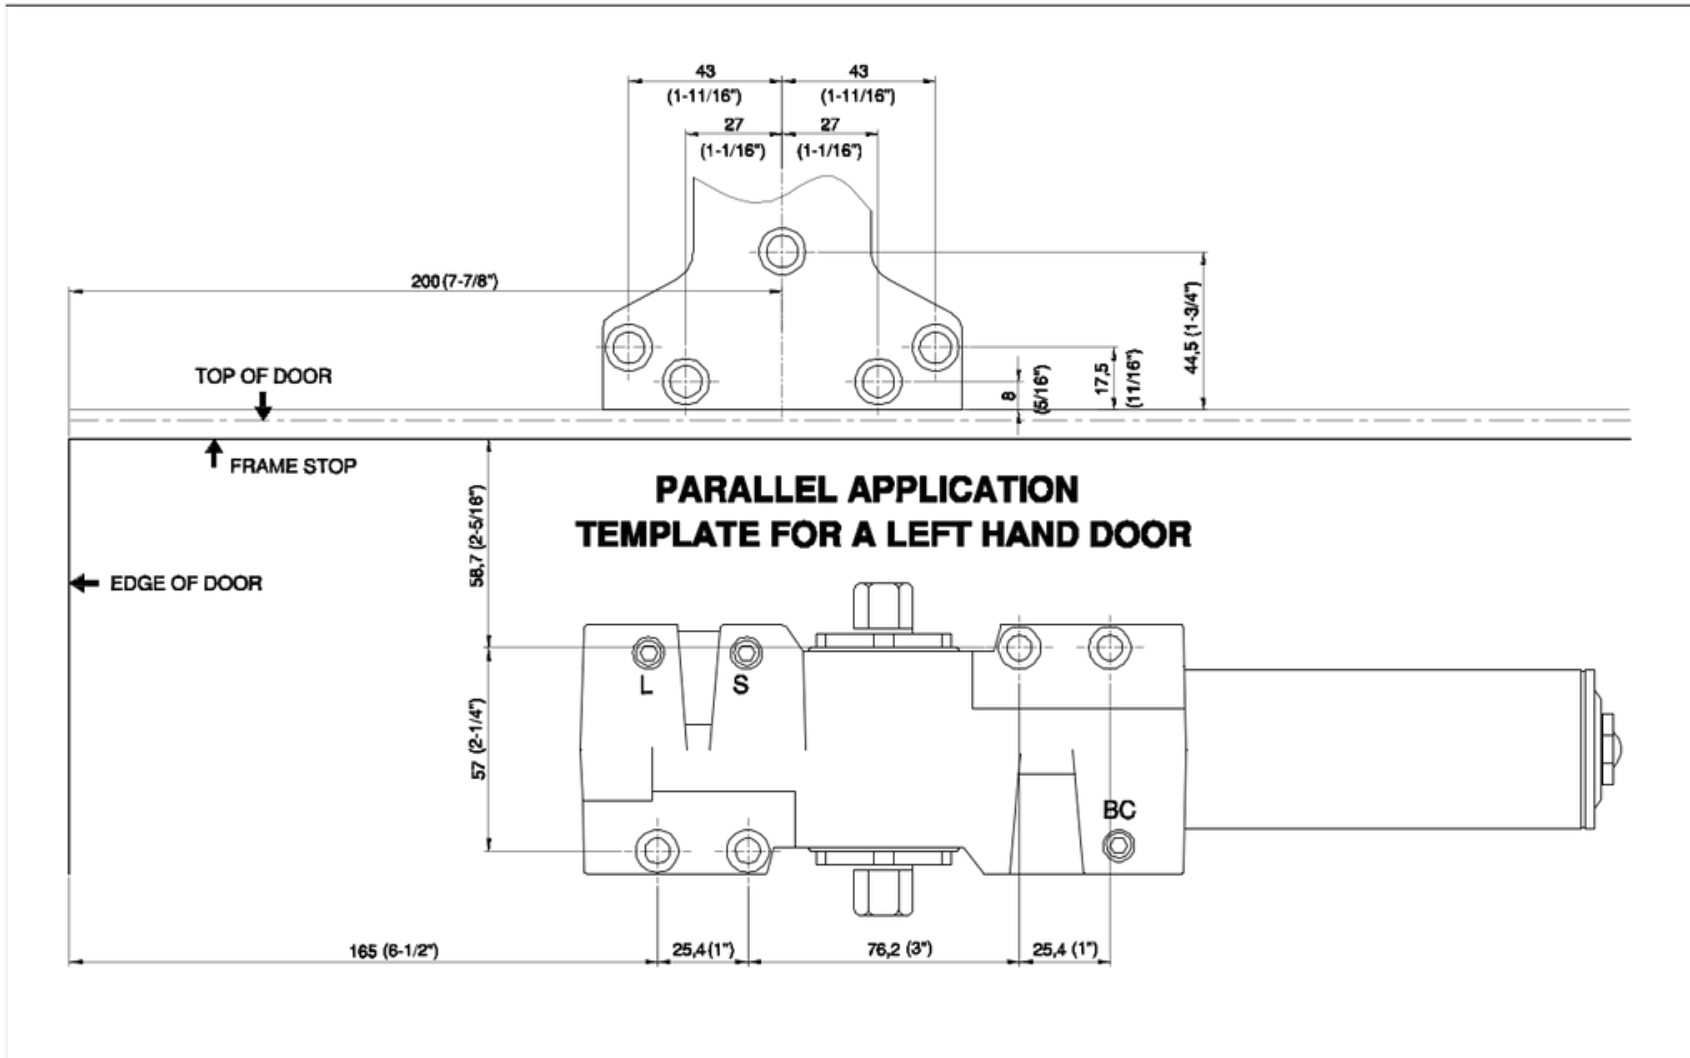 43
43
(1-11/16")
(1-11/16")
27
27
(1-1/16")
(1-1/16")
200 (7-7/8")
44,5 (1-3/4")
17,5
(11/16")
8
(5/16")
TOP OF DOOR
FRAME STOP
PARALLEL APPLICATION
TEMPLATE FOR A LEFT HAND DOOR
58,7 (2-5/16")
EDGE OF DOOR
L
S
57 (2-1/4")
BC
165 (6-1/2")
25,4 (1")
76,2 (3")
25,4 (1")